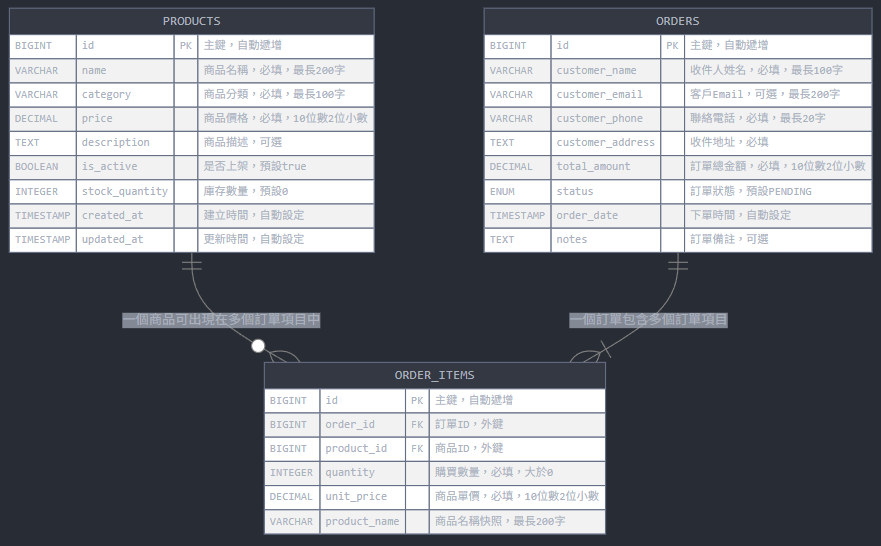 PRODUCTS
BIGINT id PK 主鍵，自動遞增
VARCHAR name 商品名稱，必填，最長200字
VARCHAR category 商品分類，必填，最長100字
DECIMAL price 商品價格，必填，10位數2位小數
TEXT description 商品描述，可選
BOOLEAN is_active 是否上架，預設true
INTEGER stock_quantity 庫存數量，預設0
TIMESTAMP created_at 建立時間，自動設定
TIMESTAMP updated_at 更新時間，自動設定
ORDERS
BIGINT id PK 主鍵，自動遞增
VARCHAR customer_name 收件人姓名，必填，最長100字
VARCHAR customer_email 客戶Email，可選，最長200字
VARCHAR customer_phone 聯絡電話，必填，最長20字
TEXT customer_address 收件地址，必填
DECIMAL total_amount 訂單總金額，必填，10位數2位小數
ENUM status 訂單狀態，預設PENDING
TIMESTAMP order_date 下單時間，自動設定
TEXT notes 訂單備註，可選
一個商品可出現在多個訂單項目中
一個訂單包含多個訂單項目
ORDER_ITEMS
BIGINT id PK 主鍵，自動遞增
BIGINT order_id FK 訂單ID，外鍵
BIGINT product_id FK 商品ID，外鍵
INTEGER quantity 購買數量，必填，大於0
DECIMAL unit_price 商品單價，必填，10位數2位小數
VARCHAR product_name 商品名稱快照，最長200字